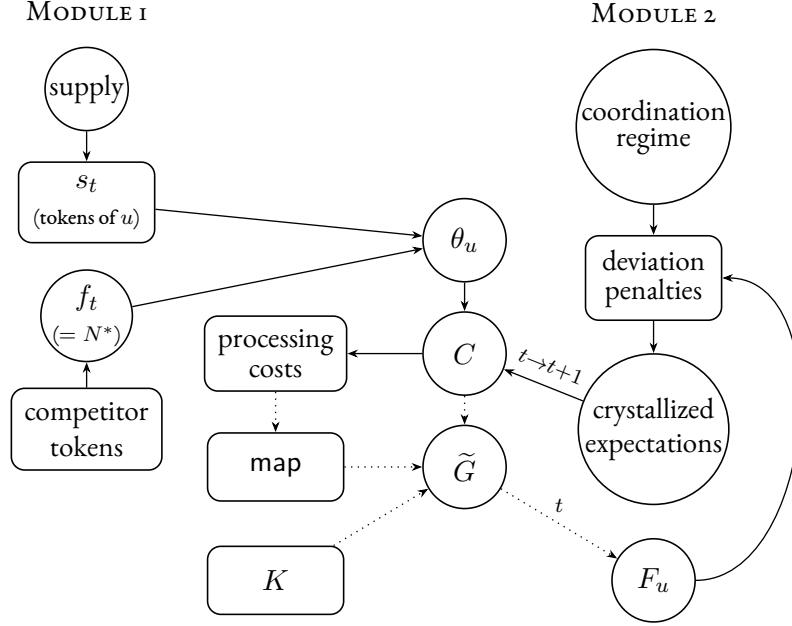 MODULE 1
MODULE 2
supply
coordination
regime
s_t
(tokens of u)
θ_u
deviation
penalties
f_t
(= N*)
processing
costs
C
t→t+1
competitor
tokens
crystallized
expectations
map
G̃
t
K
F_u